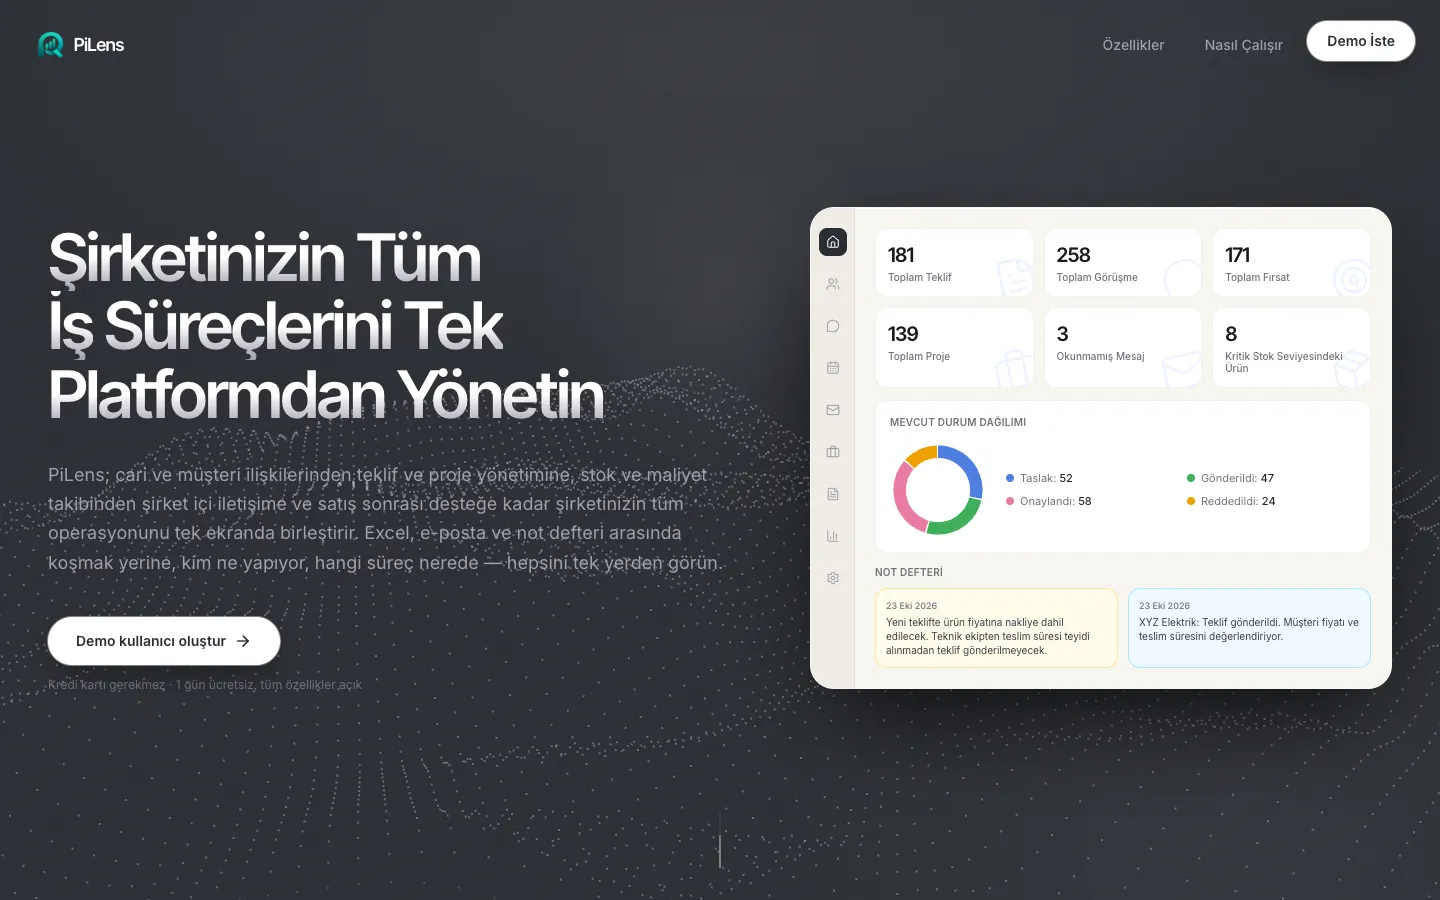 PiLens
Özellikler
Nasıl Çalışır
Demo İste
Şirketinizin Tüm
İş Süreçlerini Tek
Platformdan Yönetin
PiLens; cari ve müşteri ilişkilerinden teklif ve proje yönetimine, stok ve maliyet
takibinden şirket içi iletişime ve satış sonrası desteğe kadar şirketinizin tüm
operasyonunu tek ekranda birleştirir. Excel, e-posta ve not defteri arasında
koşmak yerine, kim ne yapıyor, hangi süreç nerede — hepsini tek yerden görün.
Demo kullanıcı oluştur
Kredi kartı gerekmez · 1 gün ücretsiz, tüm özellikler açık
181
Toplam Teklif
258
Toplam Görüşme
171
Toplam Fırsat
139
Toplam Proje
3
Okunmamış Mesaj
8
Kritik Stok Seviyesindeki
Ürün
MEVCUT DURUM DAĞILIMI
Taslak: 52
Gönderildi: 47
Onaylandı: 58
Reddedildi: 24
NOT DEFTERİ
23 Eki 2026
Yeni teklifte ürün fiyatına nakliye dahil
edilecek. Teknik ekipten teslim süresi teyidi
alınmadan teklif gönderilmeyecek.
23 Eki 2026
XYZ Elektrik: Teklif gönderildi. Müşteri fiyatı ve
teslim süresini değerlendiriyor.